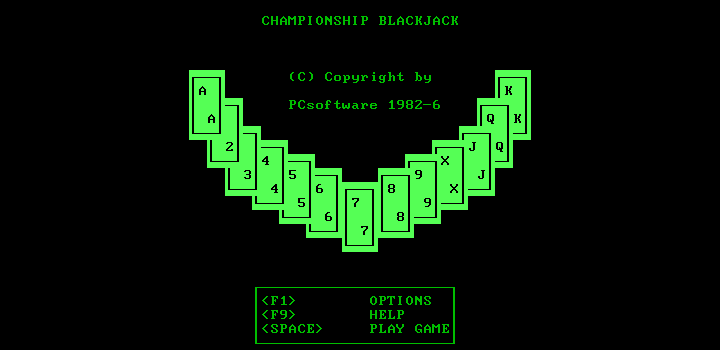 CHAMPIONSHIP BLACKJACK
(C) Copyright by
PCsoftware 1982-6
A K
A Q K
2 J Q
3 4 X J
4 5 9 X
5 6 8 9
6 7 8
7
<F1> OPTIONS
<F9> HELP
<SPACE> PLAY GAME